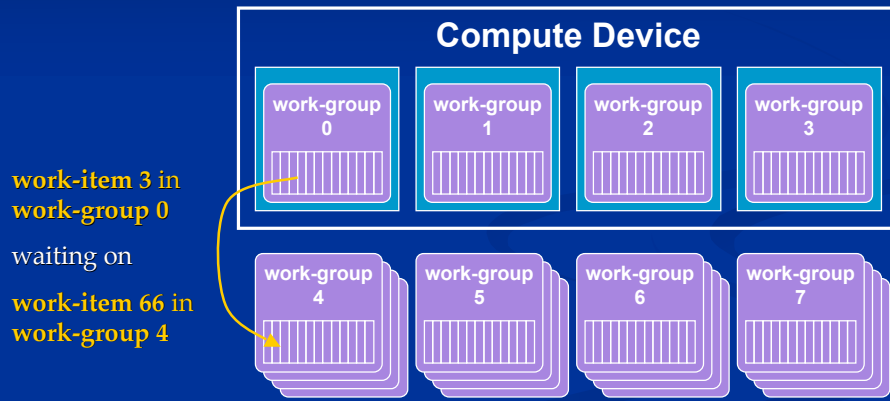 Compute Device
work-group
0
work-group
1
work-group
2
work-group
3
work-item 3 in
work-group 0
waiting on
work-item 66 in
work-group 4
work-group
4
work-group
5
work-group
6
work-group
7